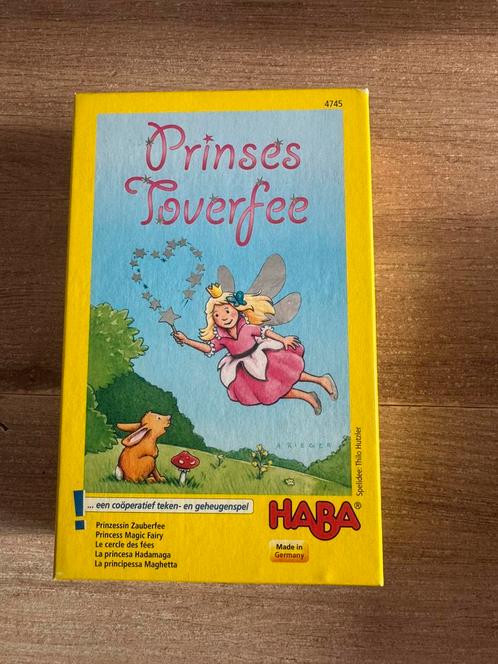 4745
Prinses
Toverfee
KRIEGER
Spelidee: Thilo Hutzler
! ... een coöperatief teken- en geheugenspel
HABA®
Prinzessin Zauberfee
Princess Magic Fairy
Le cercle des fées
La princesa Hadamaga
La principessa Maghetta
Made in
Germany